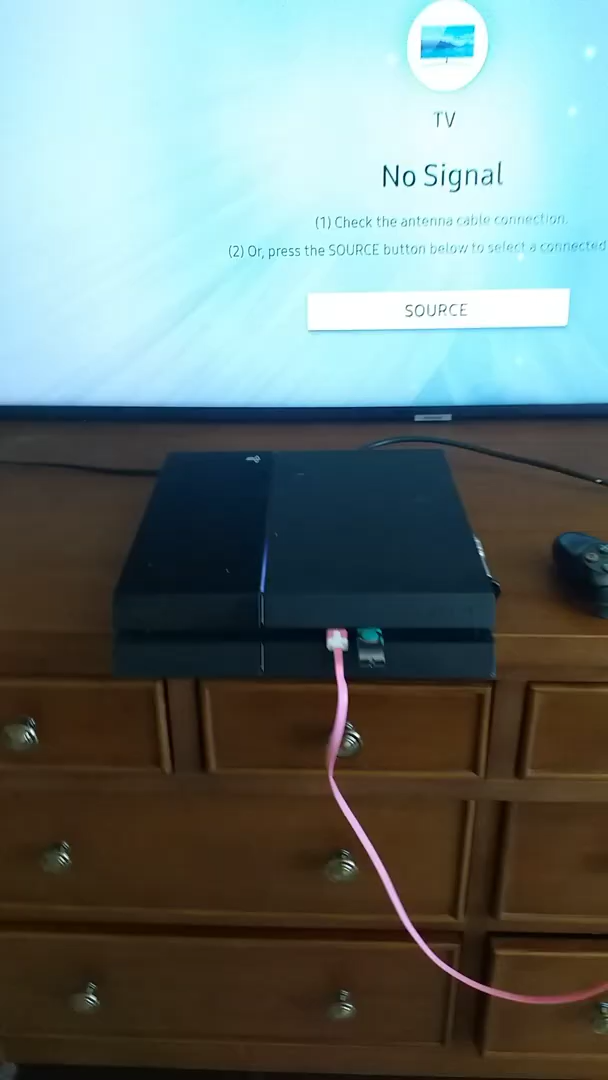 TV
No Signal
(1) Check the antenna cable connection.
(2) Or, press the SOURCE button below to select a connected
SOURCE